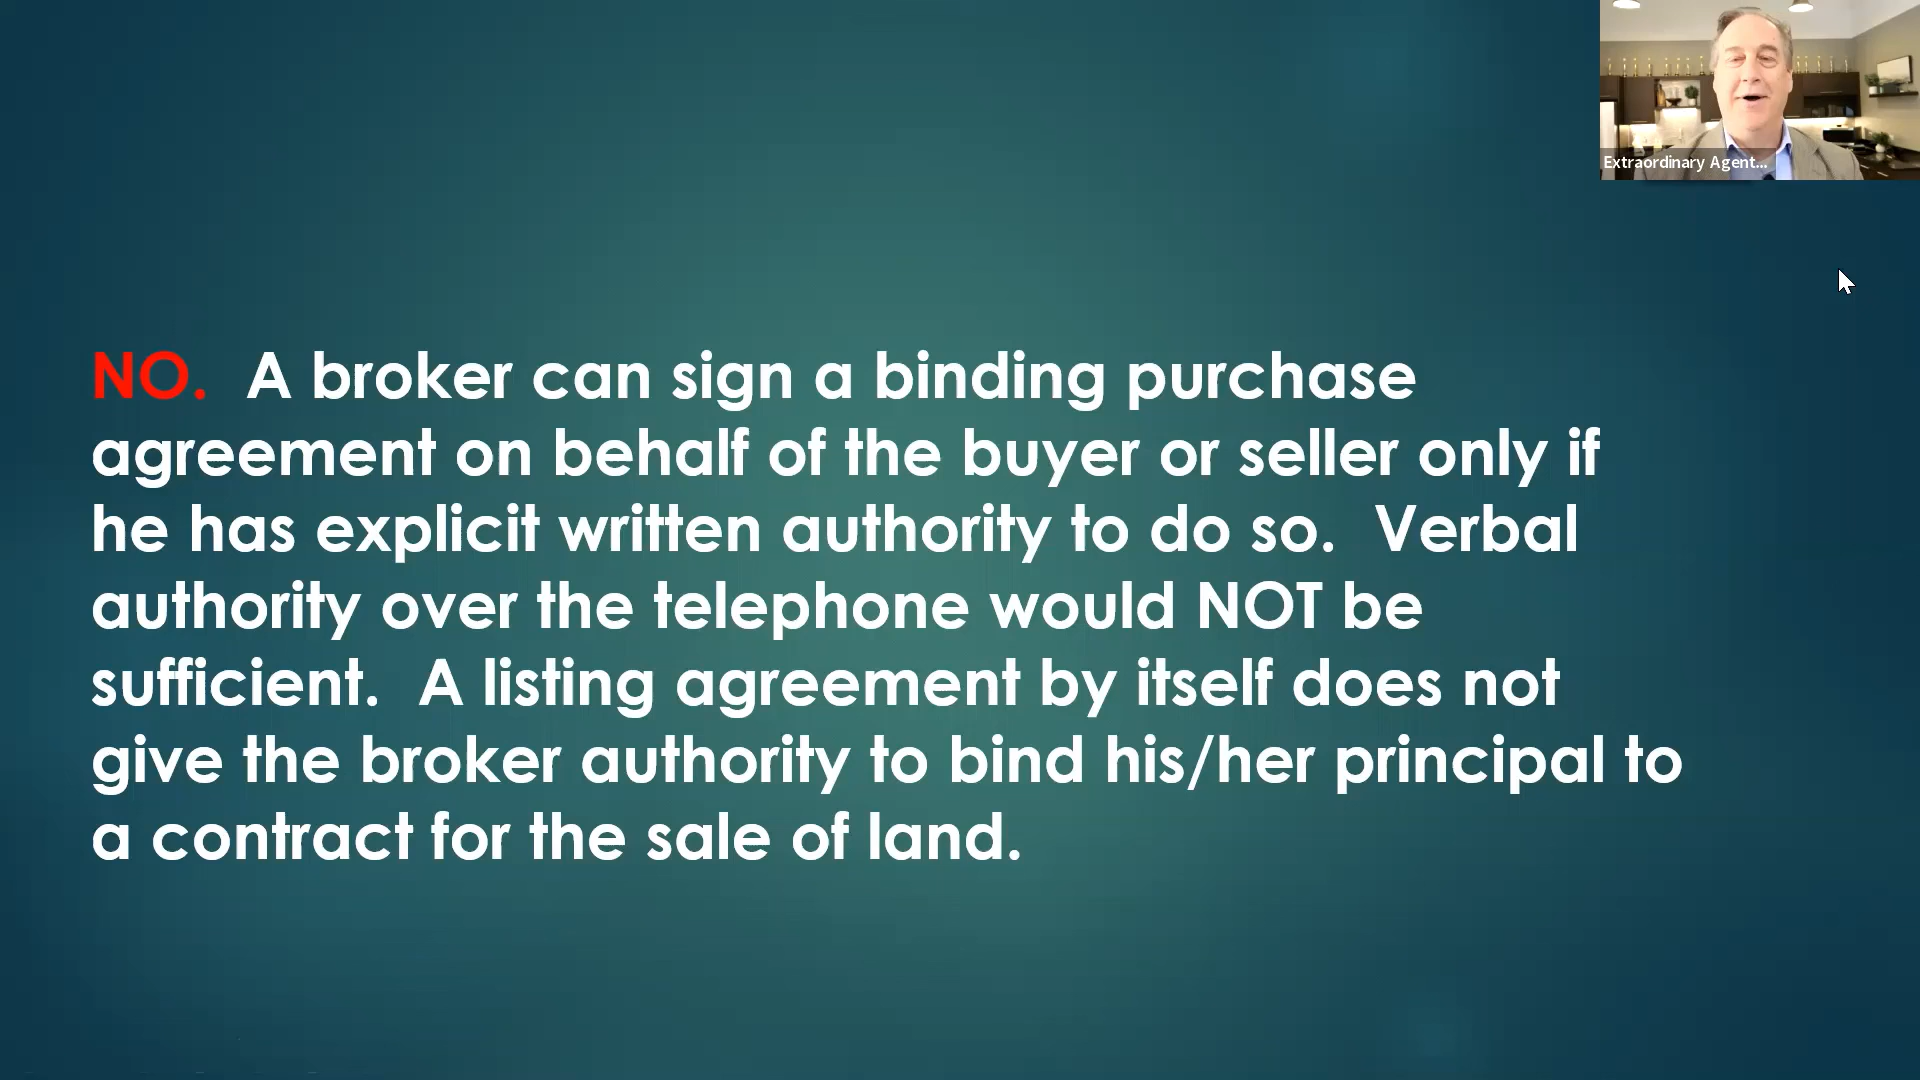 Extraordinary Agent...
NO. A broker can sign a binding purchase
agreement on behalf of the buyer or seller only if
he has explicit written authority to do so. Verbal
authority over the telephone would NOT be
sufficient. A listing agreement by itself does not
give the broker authority to bind his/her principal to
a contract for the sale of land.